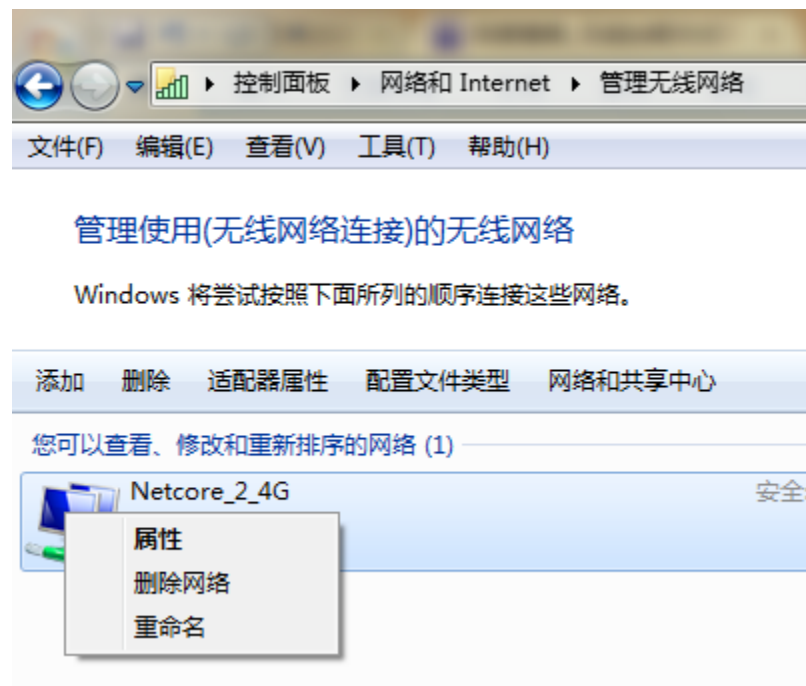 控制面板 ▸ 网络和 Internet ▸ 管理无线网络
文件(F) 编辑(E) 查看(V) 工具(T) 帮助(H)
管理使用(无线网络连接)的无线网络
Windows 将尝试按照下面所列的顺序连接这些网络。
添加 删除 适配器属性 配置文件类型 网络和共享中心
您可以查看、修改和重新排序的网络 (1)
Netcore_2_4G 安全
属性
删除网络
重命名